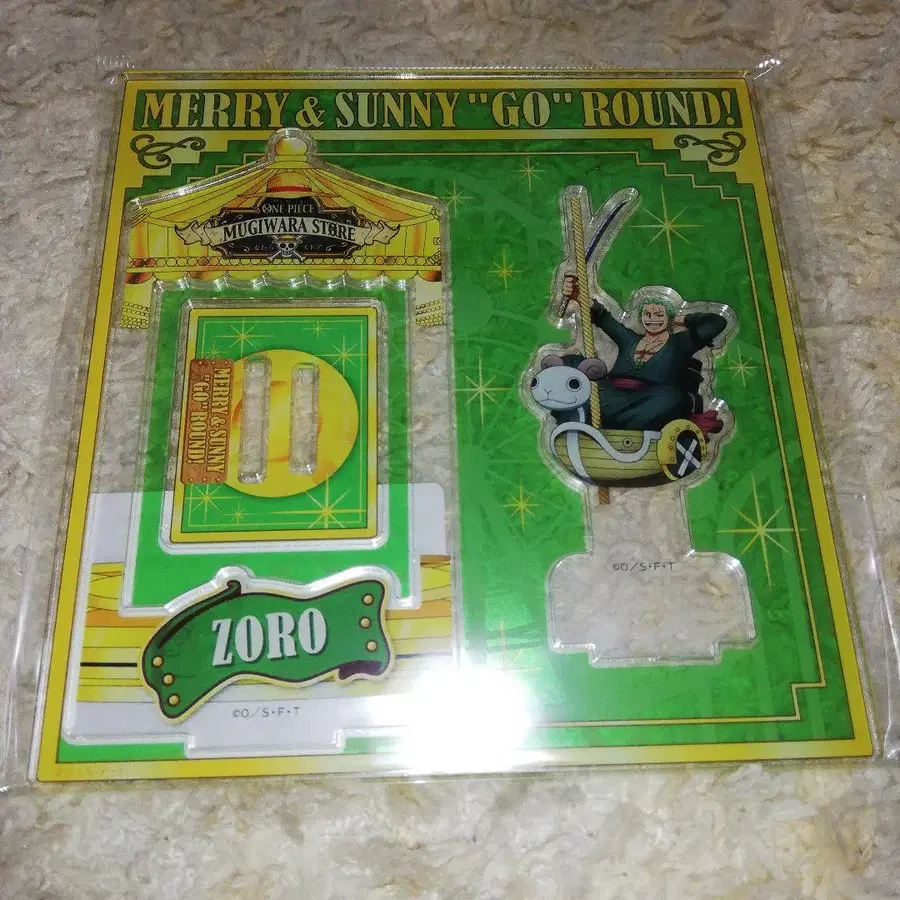 MERRY & SUNNY "GO" ROUND!
ONE PIECE
MUGIWARA STORE
MERRY & SUNNY
"GO" ROUND!
ZORO
©O/S・F・T
©O/S・F・T